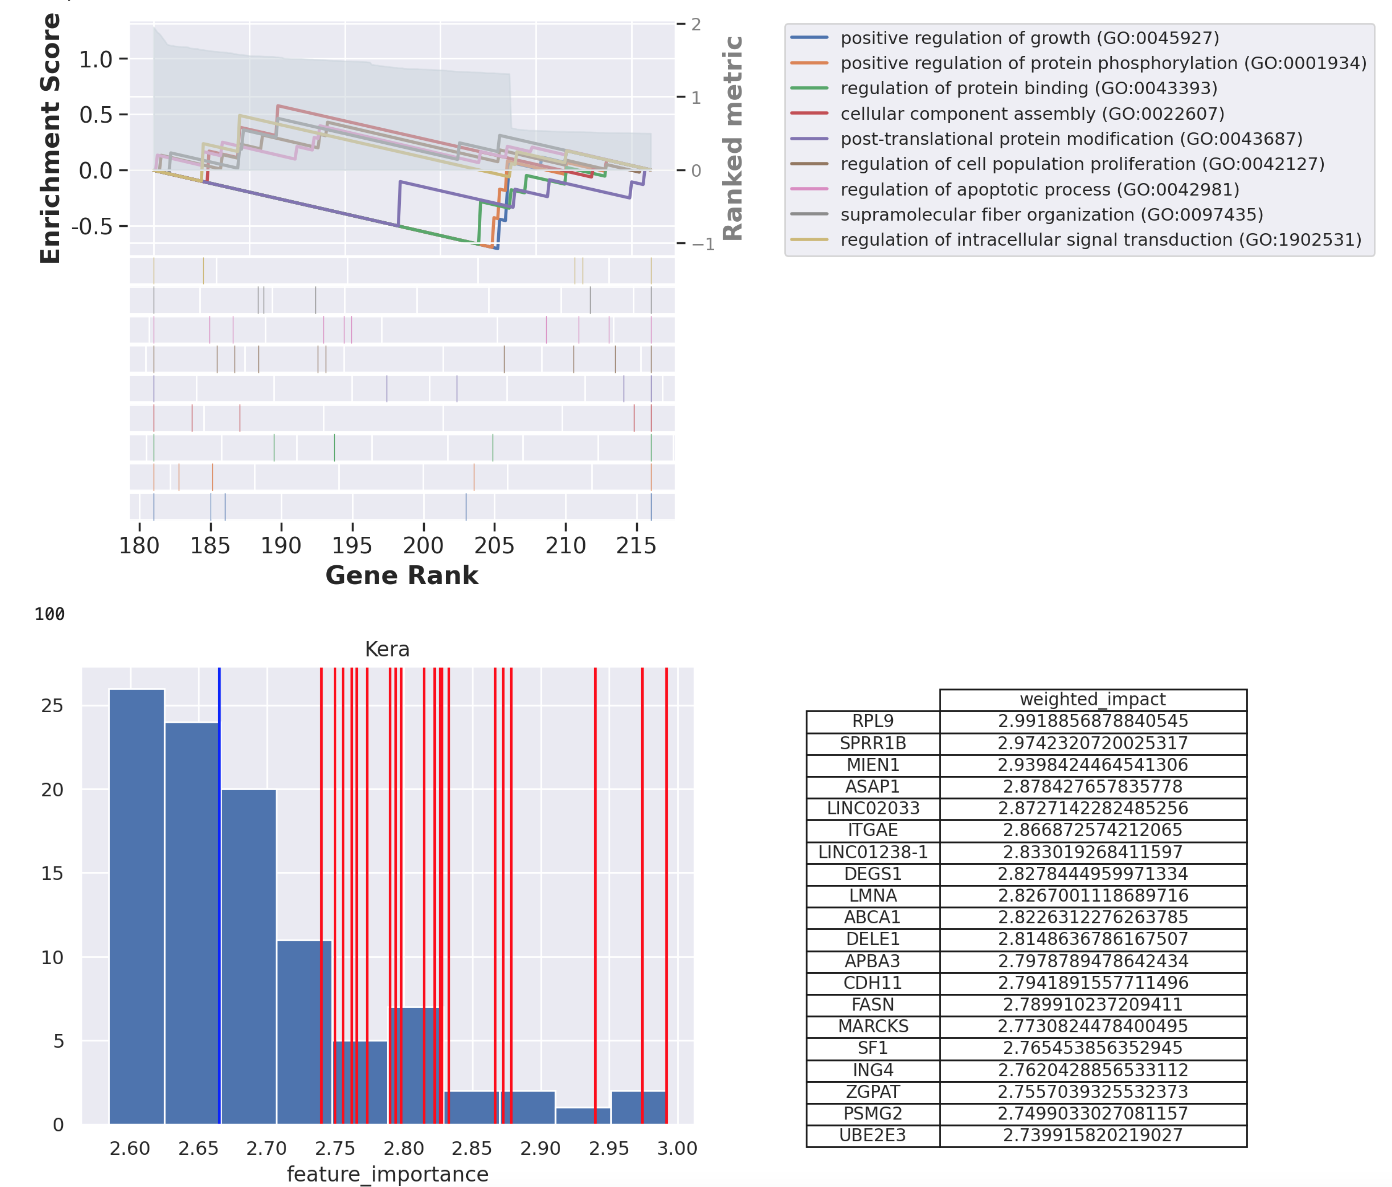 Enrichment Score
1.0
0.5
0.0
-0.5
2
1
0
−1
Ranked metric
positive regulation of growth (GO:0045927)
positive regulation of protein phosphorylation (GO:0001934)
regulation of protein binding (GO:0043393)
cellular component assembly (GO:0022607)
post-translational protein modification (GO:0043687)
regulation of cell population proliferation (GO:0042127)
regulation of apoptotic process (GO:0042981)
supramolecular fiber organization (GO:0097435)
regulation of intracellular signal transduction (GO:1902531)
180 185 190 195 200 205 210 215
Gene Rank
100
Kera
25
20
15
10
5
0
2.60 2.65 2.70 2.75 2.80 2.85 2.90 2.95 3.00
feature_importance
weighted_impact
RPL9 2.9918856878840545
SPRR1B 2.9742320720025317
MIEN1 2.9398424464541306
ASAP1 2.878427657835778
LINC02033 2.8727142282485256
ITGAE 2.866872574212065
LINC01238-1 2.833019268411597
DEGS1 2.8278444959971334
LMNA 2.8267001118689716
ABCA1 2.8226312276263785
DELE1 2.8148636786167507
APBA3 2.7978789478642434
CDH11 2.7941891557711496
FASN 2.789910237209411
MARCKS 2.7730824478400495
SF1 2.765453856352945
ING4 2.7620428856533112
ZGPAT 2.7557039325532373
PSMG2 2.7499033027081157
UBE2E3 2.739915820219027